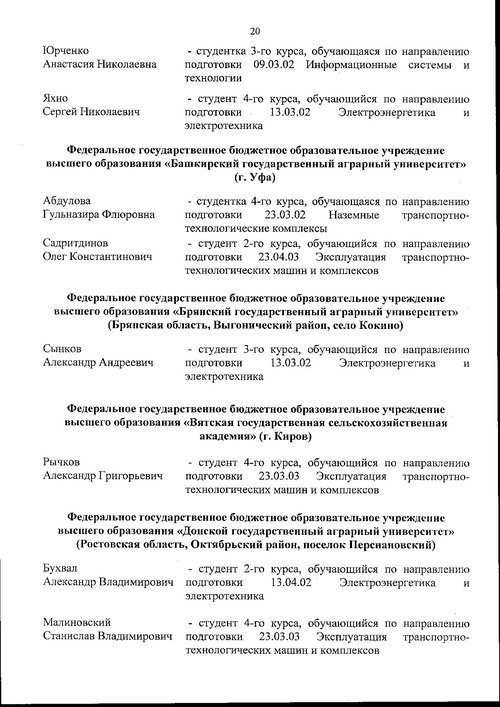 20
Юрченко - студентка 3-го курса, обучающаяся по направлению
Анастасия Николаевна подготовки 09.03.02 Информационные системы и
технологии
Яхно - студент 4-го курса, обучающийся по направлению
Сергей Николаевич подготовки 13.03.02 Электроэнергетика и
электротехника
Федеральное государственное бюджетное образовательное учреждение
высшего образования «Башкирский государственный аграрный университет»
(г. Уфа)
Абдулова - студентка 4-го курса, обучающаяся по направлению
Гульназира Флюровна подготовки 23.03.02 Наземные транспортно-
технологические комплексы
Садритдинов - студент 2-го курса, обучающийся по направлению
Олег Константинович подготовки 23.04.03 Эксплуатация транспортно-
технологических машин и комплексов
Федеральное государственное бюджетное образовательное учреждение
высшего образования «Брянский государственный аграрный университет»
(Брянская область, Выгонический район, село Кокино)
Сынков - студент 3-го курса, обучающийся по направлению
Александр Андреевич подготовки 13.03.02 Электроэнергетика и
электротехника
Федеральное государственное бюджетное образовательное учреждение
высшего образования «Вятская государственная сельскохозяйственная
академия» (г. Киров)
Рычков - студент 4-го курса, обучающийся по направлению
Александр Григорьевич подготовки 23.03.03 Эксплуатация транспортно-
технологических машин и комплексов
Федеральное государственное бюджетное образовательное учреждение
высшего образования «Донской государственный аграрный университет»
(Ростовская область, Октябрьский район, поселок Персиановский)
Бухвал - студент 2-го курса, обучающийся по направлению
Александр Владимирович подготовки 13.04.02 Электроэнергетика и
электротехника
Малиновский - студент 4-го курса, обучающийся по направлению
Станислав Владимирович подготовки 23.03.03 Эксплуатация транспортно-
технологических машин и комплексов